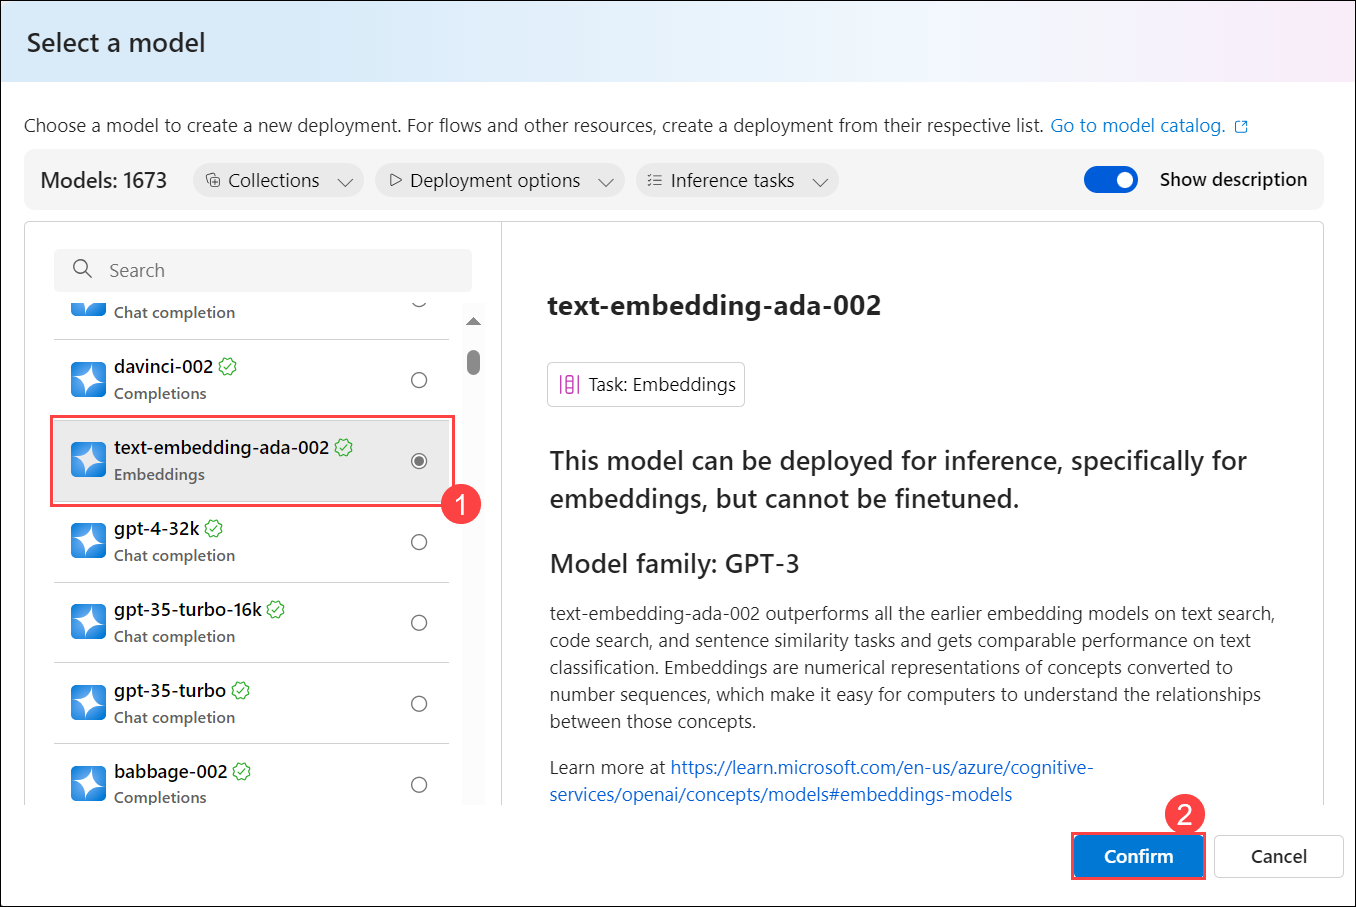 Select a model
Choose a model to create a new deployment. For flows and other resources, create a deployment from their respective list. Go to model catalog.
Models: 1673
Collections
Deployment options
Inference tasks
Show description
Search
Chat completion
davinci-002
Completions
text-embedding-ada-002
Embeddings
1
gpt-4-32k
Chat completion
gpt-35-turbo-16k
Chat completion
gpt-35-turbo
Chat completion
babbage-002
Completions
text-embedding-ada-002
Task: Embeddings
This model can be deployed for inference, specifically for
embeddings, but cannot be finetuned.
Model family: GPT-3
text-embedding-ada-002 outperforms all the earlier embedding models on text search,
code search, and sentence similarity tasks and gets comparable performance on text
classification. Embeddings are numerical representations of concepts converted to
number sequences, which make it easy for computers to understand the relationships
between those concepts.
Learn more at https://learn.microsoft.com/en-us/azure/cognitive-
services/openai/concepts/models#embeddings-models
2
Confirm
Cancel